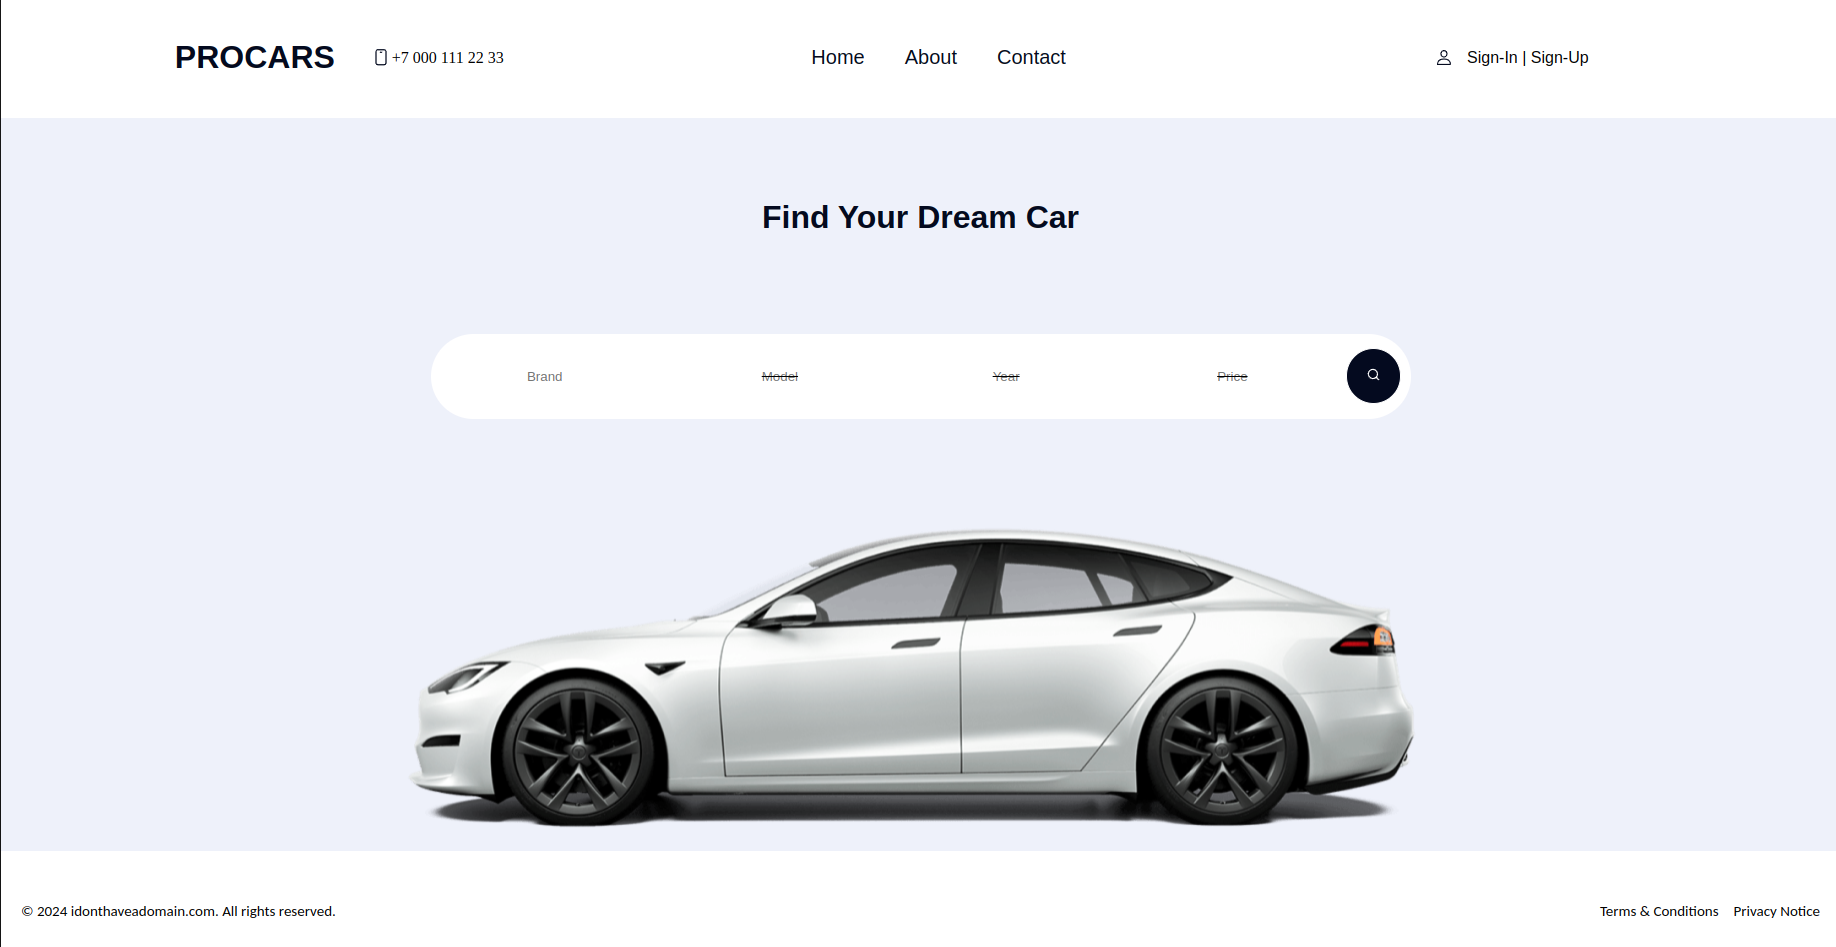 PROCARS
+7 000 111 22 33
Home
About
Contact
Sign-In | Sign-Up
Find Your Dream Car
Brand
Model
Year
Price
© 2024 idonthaveadomain.com. All rights reserved.
Terms & Conditions
Privacy Notice